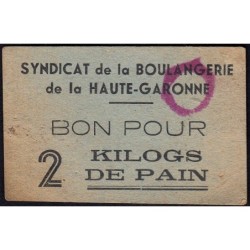 SYNDICAT de la BOULANGERIE
de la HAUTE-GARONNE
BON POUR
2 KILOGS
DE PAIN